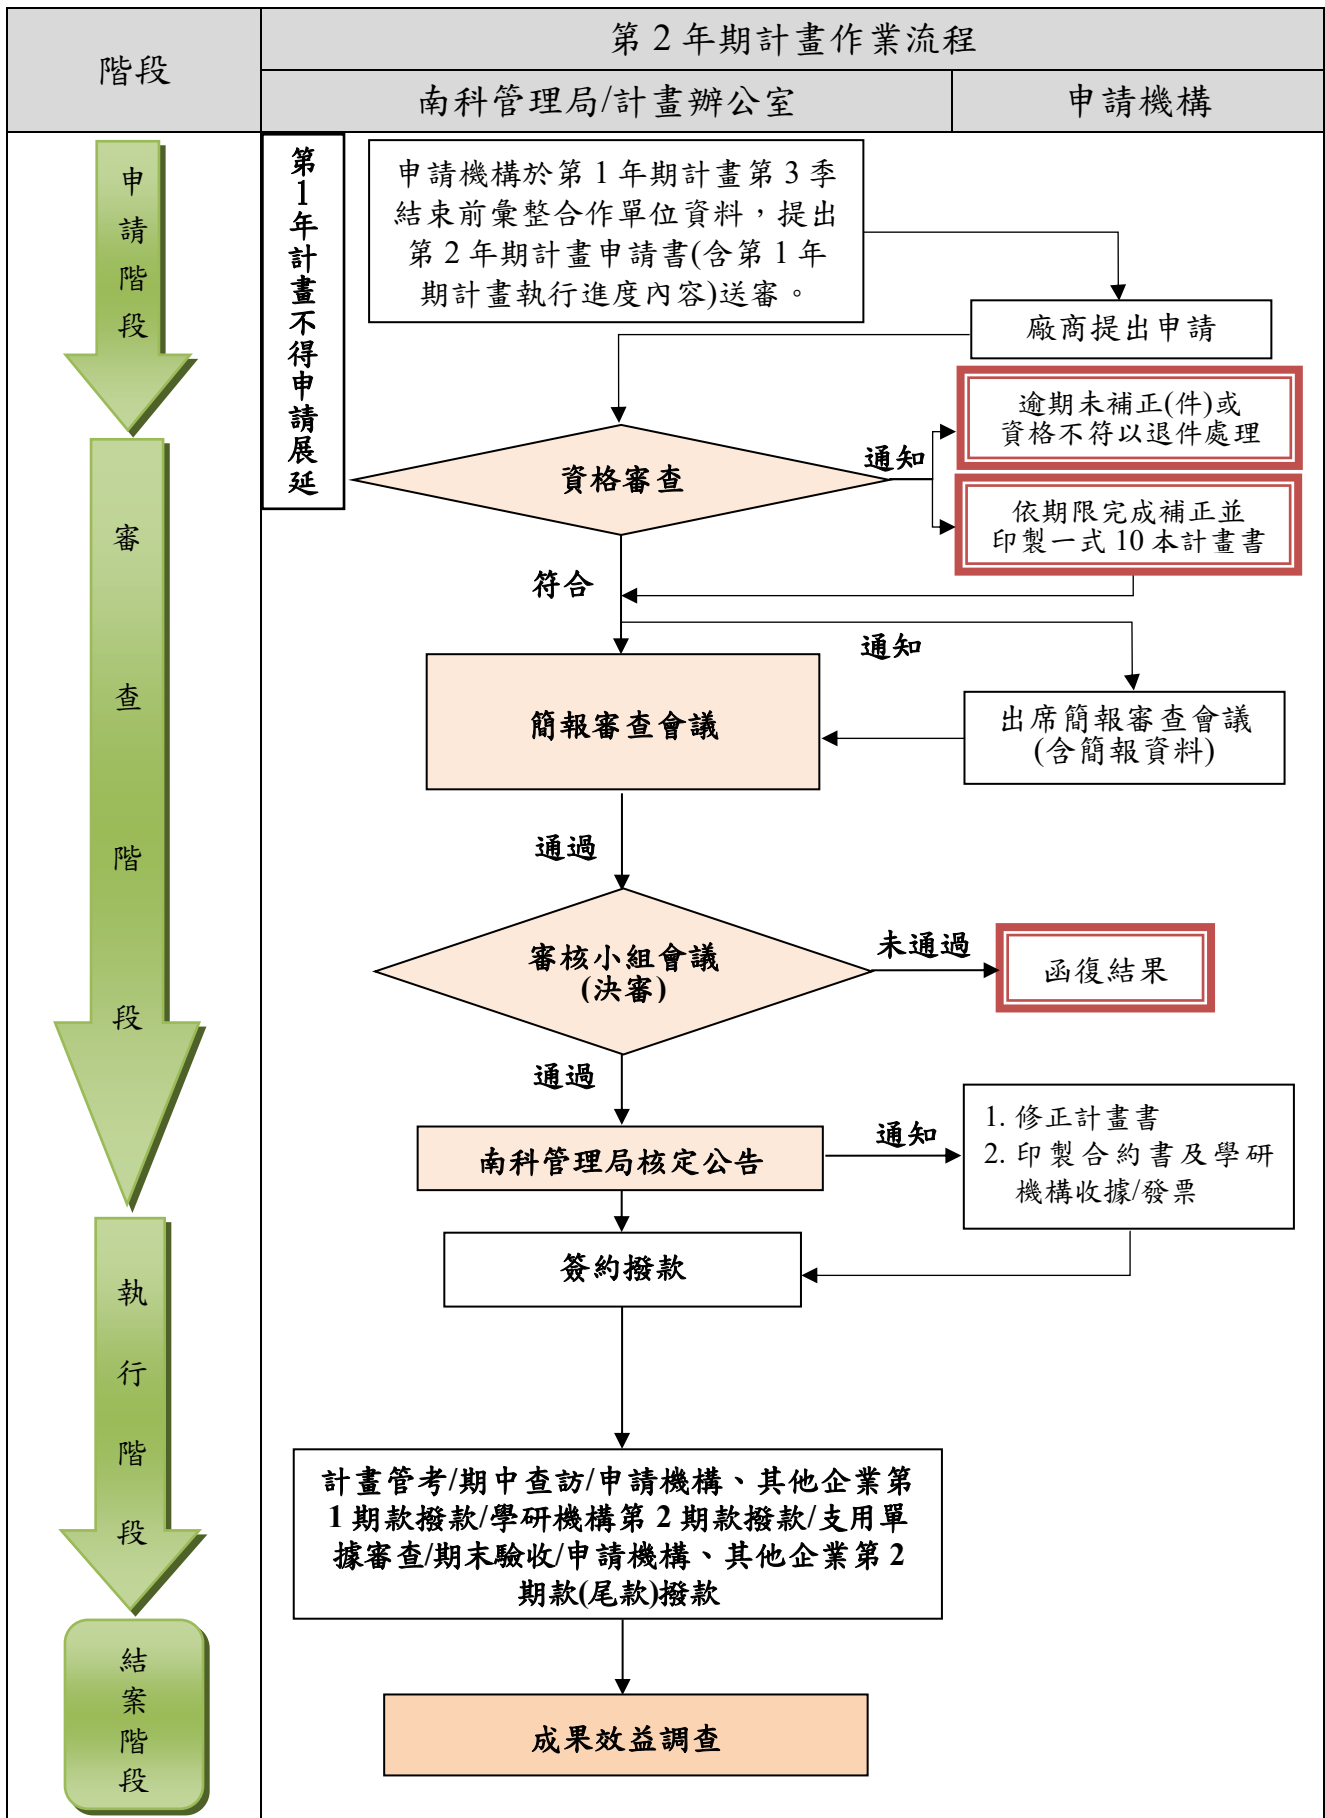 階段
第 2 年期計畫作業流程
南科管理局/計畫辦公室
申請機構
申請階段
第1年計畫不得申請展延
申請機構於第 1 年期計畫第 3 季
結束前彙整合作單位資料，提出
第 2 年期計畫申請書(含第 1 年
期計畫執行進度內容)送審。
廠商提出申請
逾期未補正(件)或
資格不符以退件處理
通知
資格審查
依期限完成補正並
印製一式 10 本計畫書
審查階段
符合
通知
簡報審查會議
出席簡報審查會議
(含簡報資料)
通過
審核小組會議
(決審)
未通過
函復結果
通過
南科管理局核定公告
通知
1. 修正計畫書
2. 印製合約書及學研
機構收據/發票
執行階段
簽約撥款
計畫管考/期中查訪/申請機構、其他企業第
1 期款撥款/學研機構第 2 期款撥款/支用單
據審查/期末驗收/申請機構、其他企業第 2
期款(尾款)撥款
結案階段
成果效益調查